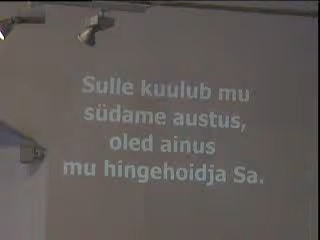 Sulle kuulub mu
südame austus,
oled ainus
mu hingehoidja Sa.